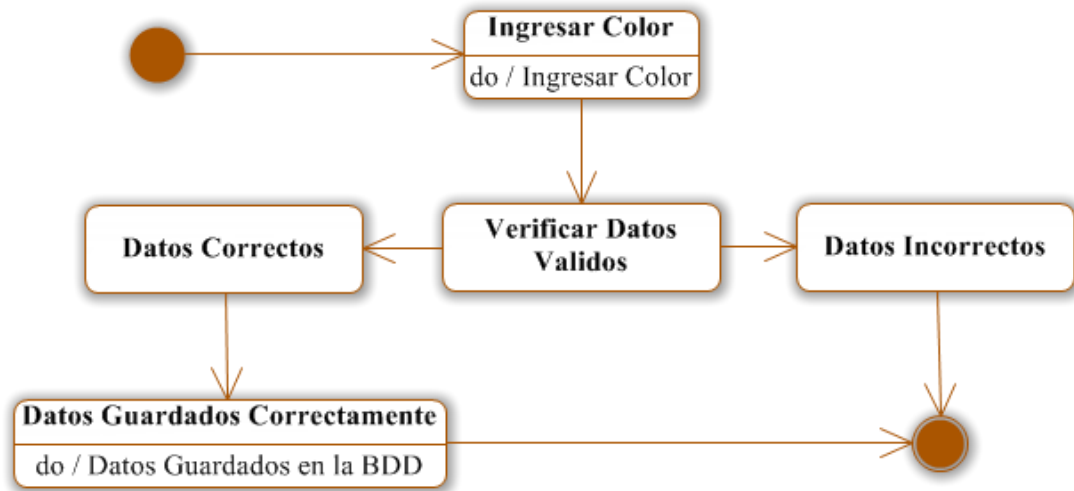 Ingresar Color
do / Ingresar Color
Datos Correctos
Verificar Datos
Validos
Datos Incorrectos
Datos Guardados Correctamente
do / Datos Guardados en la BDD